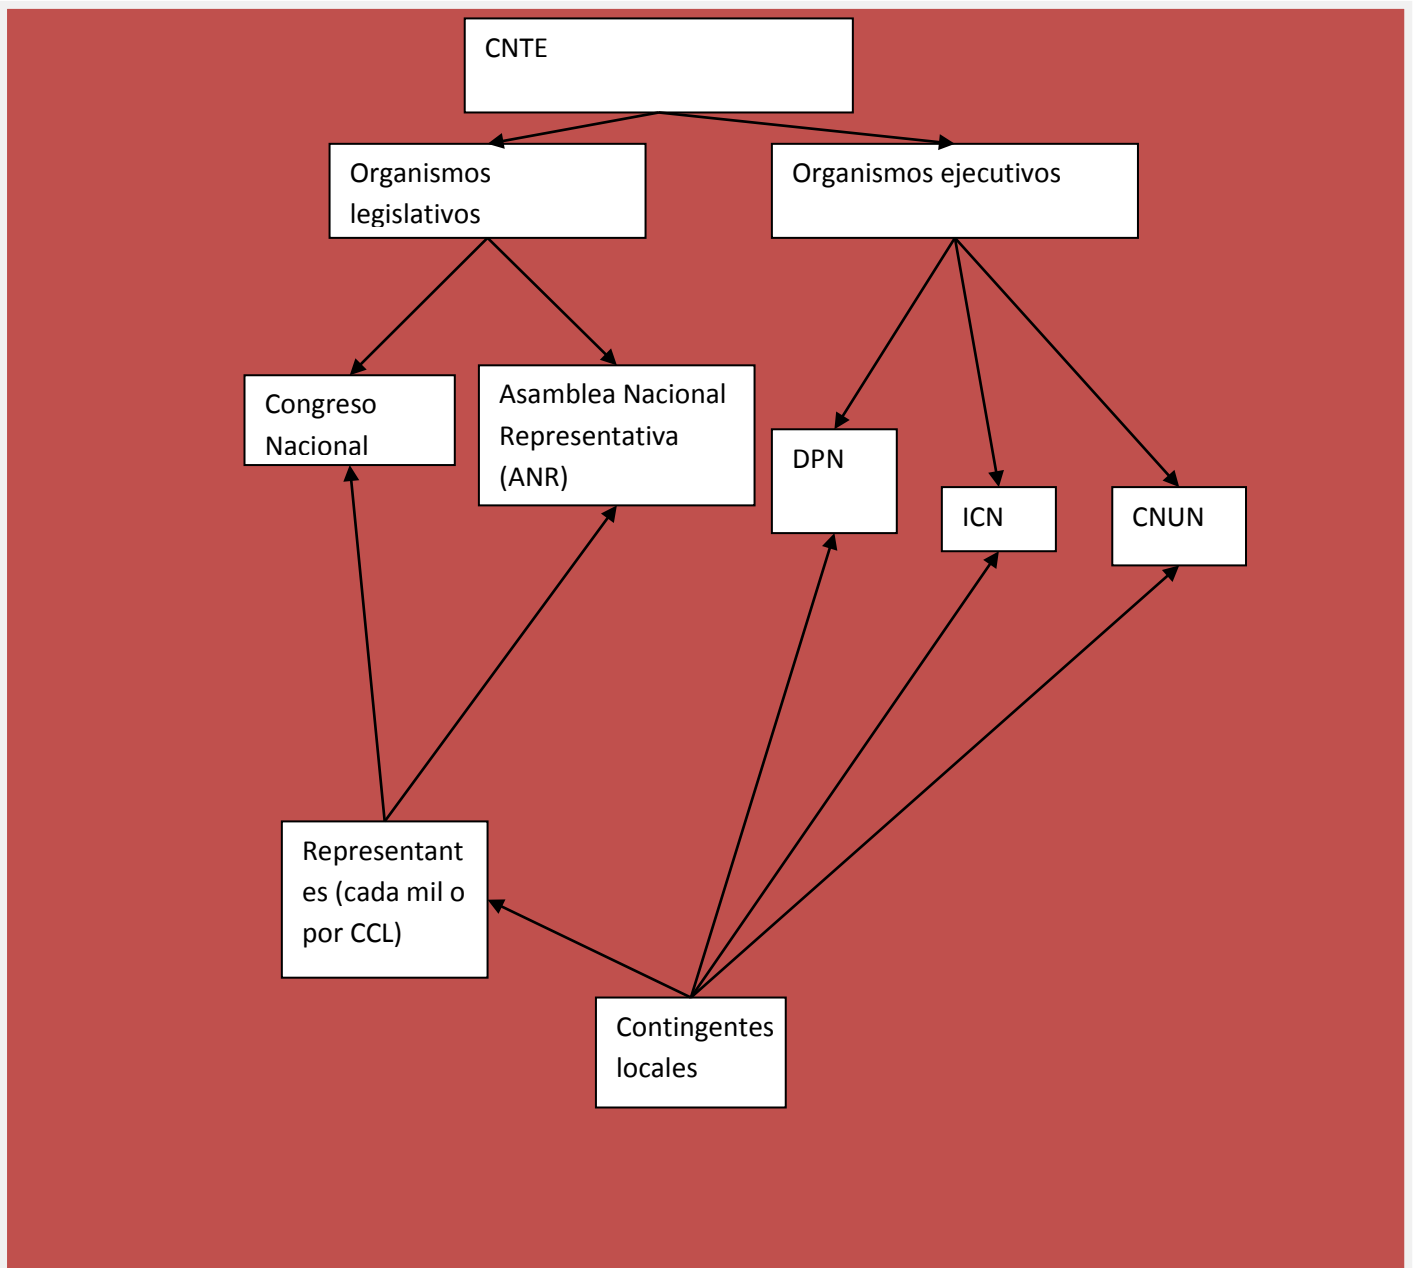 CNTE
Organismos
legislativos
Organismos ejecutivos
Congreso
Nacional
Asamblea Nacional
Representativa
(ANR)
DPN
ICN
CNUN
Representant
es (cada mil o
por CCL)
Contingentes
locales